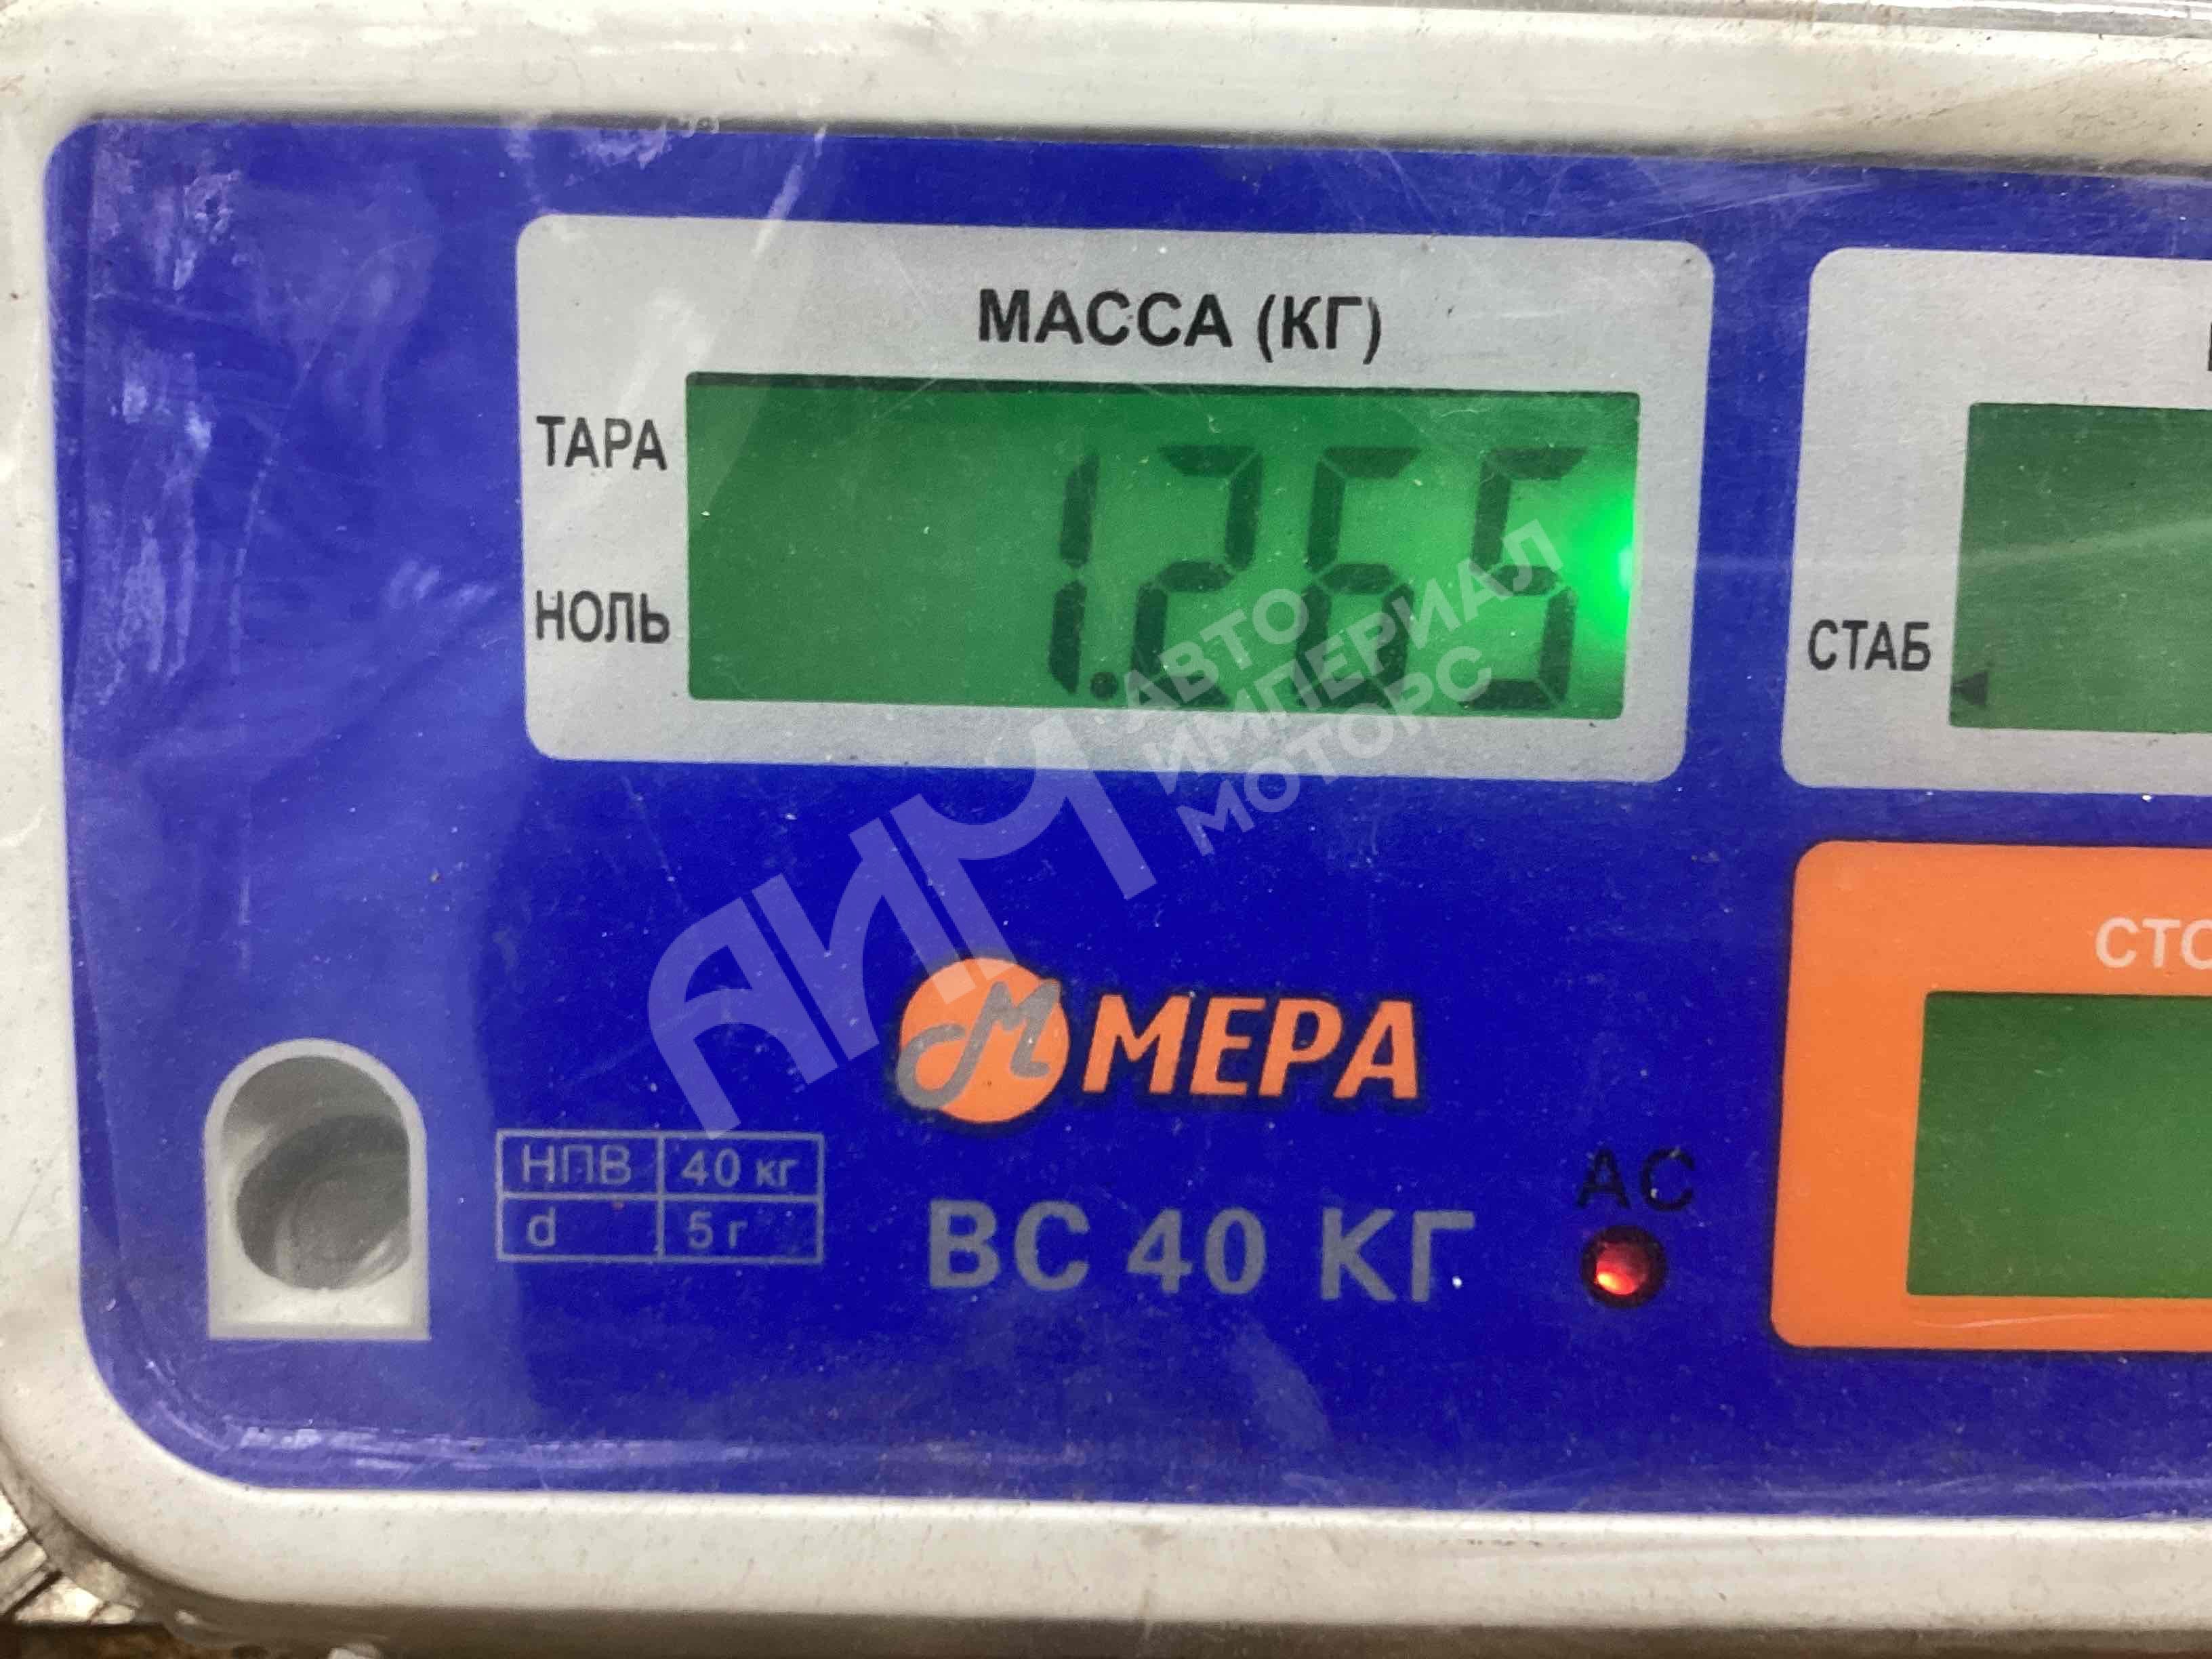 МАССА (КГ)
ТАРА
1.265
НОЛЬ
СТАБ
АВТО
ИМПЕРИАЛ
МОТОРС
АИМ
МЕРА
НПВ 40 кг
d 5 г
ВС 40 КГ
АС